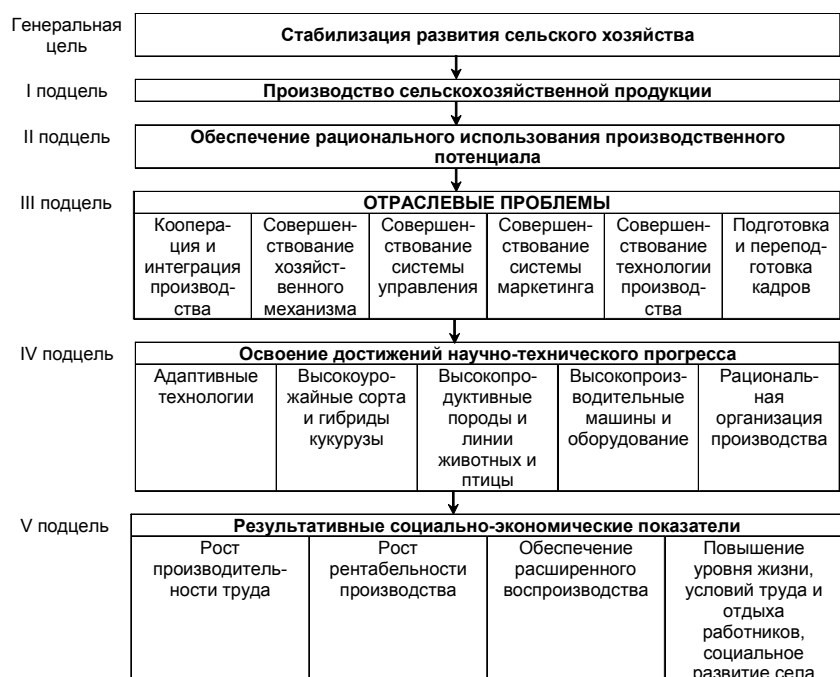 Генеральная
цель
Стабилизация развития сельского хозяйства
I подцель
Производство сельскохозяйственной продукции
II подцель
Обеспечение рационального использования производственного
потенциала
III подцель
ОТРАСЛЕВЫЕ ПРОБЛЕМЫ
Коопера-
ция и
интеграция
производ-
ства
Совершен-
ствование
хозяйст-
венного
механизма
Совершен-
ствование
системы
управления
Совершен-
ствование
системы
маркетинга
Совершен-
ствование
технологии
производ-
ства
Подготовка
и переподготовка
кадров
IV подцель
Освоение достижений научно-технического прогресса
Адаптивные
технологии
Высокоуро-
жайные сорта
и гибриды
кукурузы
Высокопро-
дуктивные
породы и
линии
животных и
птицы
Высокопроиз-
водительные
машины и
оборудование
Рациональ-
ная
организация
производства
V подцель
Результативные социально-экономические показатели
Рост
производитель-
ности труда
Рост
рентабельности
производства
Обеспечение
расширенного
воспроизводства
Повышение
уровня жизни,
условий труда и
отдыха
работников,
социальное
развитие села